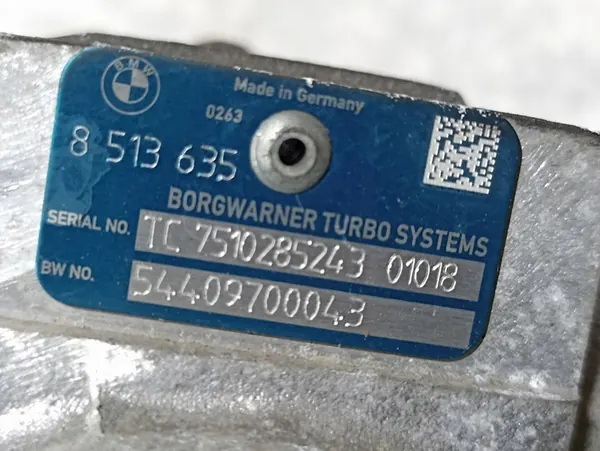 BMW
Made in Germany
0263
8 513 635
BORGWARNER TURBO SYSTEMS
SERIAL NO. TC 7510285243 01018
BW NO. 54409700043